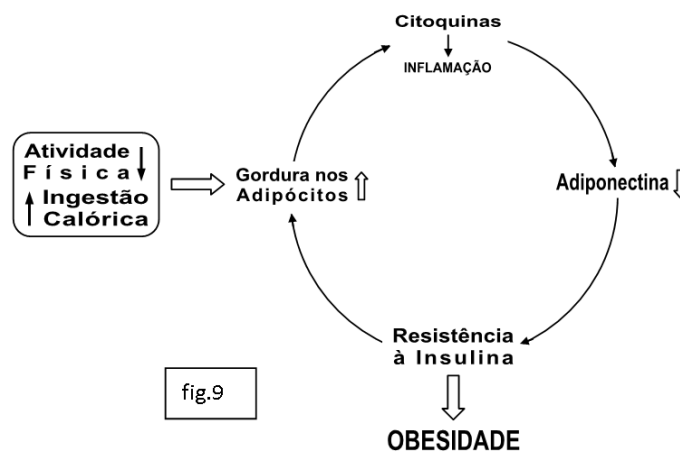 Citoquinas
INFLAMAÇÃO
Atividade
Física
Ingestão
Calórica
Gordura nos
Adipócitos
Adiponectina
Resistência
à Insulina
fig.9
OBESIDADE